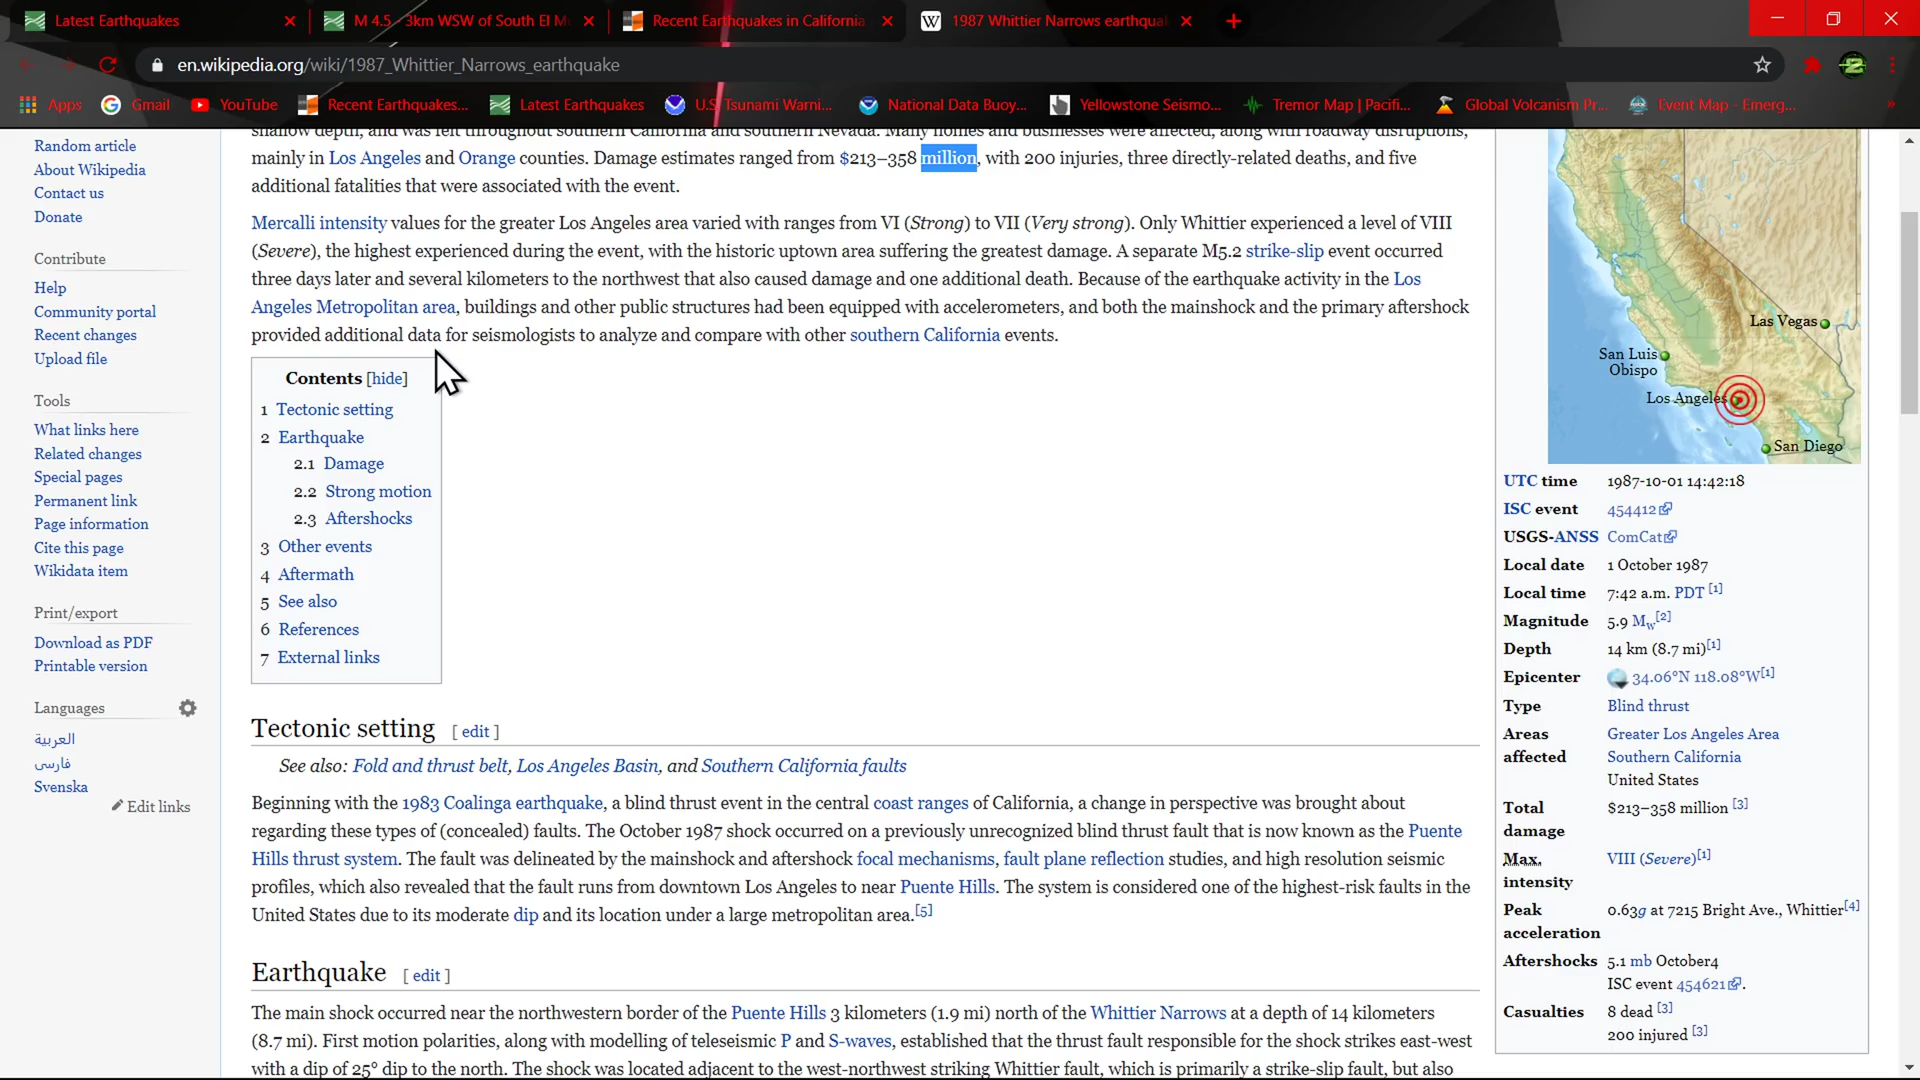 Latest Earthquakes
M 4.5 - 3km WSW of South El M
Recent Earthquakes in California
1987 Whittier Narrows earthqual
en.wikipedia.org/wiki/1987_Whittier_Narrows_earthquake
Apps
Gmail
YouTube
Recent Earthquakes...
Latest Earthquakes
U.S. Tsunami Warni...
National Data Buoy...
Yellowstone Seismo...
Tremor Map | Pacifi...
Global Volcanism Pr...
Event Map - Emerg...
Random article
About Wikipedia
Contact us
Donate
Contribute
Help
Community portal
Recent changes
Upload file
Tools
What links here
Related changes
Special pages
Permanent link
Page information
Cite this page
Wikidata item
Print/export
Download as PDF
Printable version
Languages
العربية
فارسی
Svenska
Edit links
shallow depth, and was felt throughout southern California and southern Nevada. Many homes and businesses were affected, along with roadway disruptions,
mainly in Los Angeles and Orange counties. Damage estimates ranged from $213–358 million, with 200 injuries, three directly-related deaths, and five
additional fatalities that were associated with the event.
Mercalli intensity values for the greater Los Angeles area varied with ranges from VI (Strong) to VII (Very strong). Only Whittier experienced a level of VIII
(Severe), the highest experienced during the event, with the historic uptown area suffering the greatest damage. A separate M5.2 strike-slip event occurred
three days later and several kilometers to the northwest that also caused damage and one additional death. Because of the earthquake activity in the Los
Angeles Metropolitan area, buildings and other public structures had been equipped with accelerometers, and both the mainshock and the primary aftershock
provided additional data for seismologists to analyze and compare with other southern California events.
Contents [hide]
1 Tectonic setting
2 Earthquake
2.1 Damage
2.2 Strong motion
2.3 Aftershocks
3 Other events
4 Aftermath
5 See also
6 References
7 External links
Tectonic setting [ edit ]
See also: Fold and thrust belt, Los Angeles Basin, and Southern California faults
Beginning with the 1983 Coalinga earthquake, a blind thrust event in the central coast ranges of California, a change in perspective was brought about
regarding these types of (concealed) faults. The October 1987 shock occurred on a previously unrecognized blind thrust fault that is now known as the Puente
Hills thrust system. The fault was delineated by the mainshock and aftershock focal mechanisms, fault plane reflection studies, and high resolution seismic
profiles, which also revealed that the fault runs from downtown Los Angeles to near Puente Hills. The system is considered one of the highest-risk faults in the
United States due to its moderate dip and its location under a large metropolitan area.[5]
Earthquake [ edit ]
The main shock occurred near the northwestern border of the Puente Hills 3 kilometers (1.9 mi) north of the Whittier Narrows at a depth of 14 kilometers
(8.7 mi). First motion polarities, along with modelling of teleseismic P and S-waves, established that the thrust fault responsible for the shock strikes east-west
with a dip of 25° dip to the north. The shock was located adjacent to the west-northwest striking Whittier fault, which is primarily a strike-slip fault, but also
Las Vegas
San Luis
Obispo
Los Angeles
San Diego
UTC time 1987-10-01 14:42:18
ISC event 454412
USGS-ANSS ComCat
Local date 1 October 1987
Local time 7:42 a.m. PDT [1]
Magnitude 5.9 Mw[2]
Depth 14 km (8.7 mi)[1]
Epicenter 34.06°N 118.08°W[1]
Type Blind thrust
Areas affected Greater Los Angeles Area
Southern California
United States
Total damage $213–358 million [3]
Max. intensity VIII (Severe)[1]
Peak acceleration 0.63g at 7215 Bright Ave., Whittier[4]
Aftershocks 5.1 mb October4
ISC event 454621.
Casualties 8 dead [3]
200 injured [3]